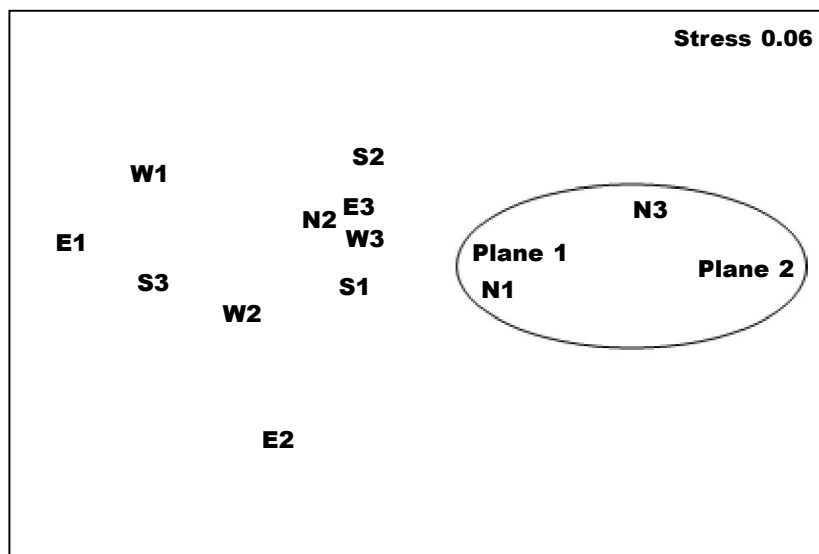 Stress 0.06
S2
W1
E3
N3
N2
W3
E1
Plane 1
Plane 2
S3
S1
N1
W2
E2